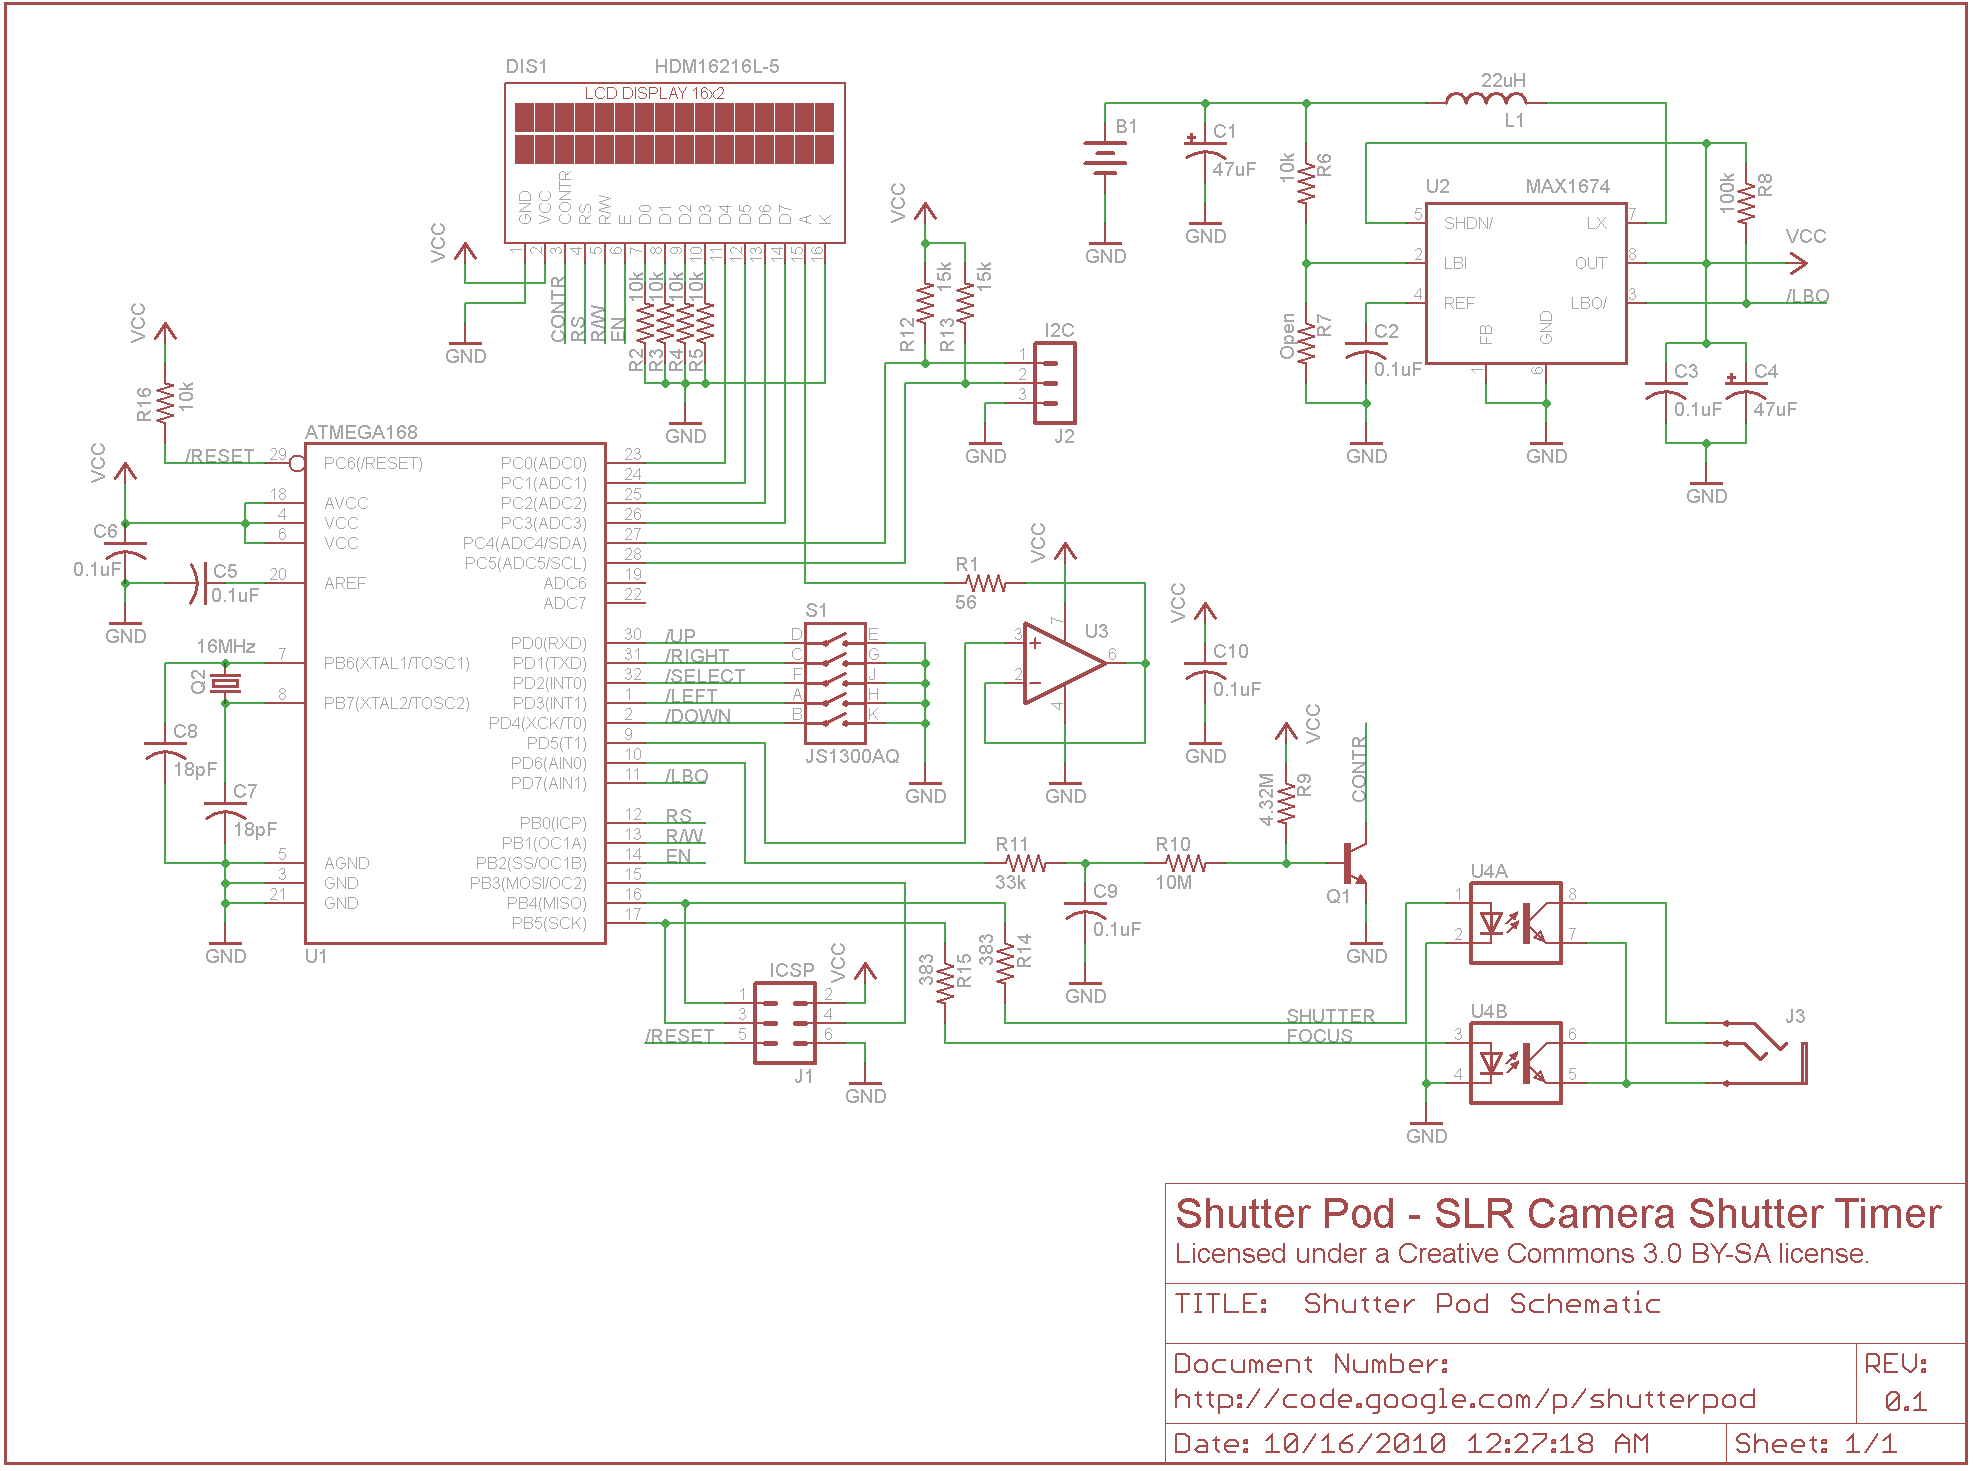 DIS1 HDM16216L-5
LCD DISPLAY 16x2
GND VCC CONTR RS R/W E D0 D1 D2 D3 D4 D5 D6 D7 A K
1 2 3 4 5 6 7 8 9 10 11 12 13 14 15 16
VCC
GND
CONTR RS R/W EN
10k 10k 10k 10k
R2 R3 R4 R5
GND
VCC
15k 15k
R12 R13
I2C
1
2
3
J2
GND
B1
GND
C1
47uF
GND
10k R6
Open R7
22uH
L1
U2 MAX1674
5 SHDN/ LX 7
2 LBI OUT 8
4 REF LBO/ 3
FB GND
1 6
C2
0.1uF
GND
GND
100k R8
VCC
/LBO
C3
0.1uF
C4
47uF
GND
VCC
R16 10k
/RESET
VCC
C6
0.1uF
C5
0.1uF
GND
16MHz
Q2
C8
18pF
C7
18pF
GND
ATMEGA168
29 PC6(/RESET)
18 AVCC
4 VCC
6 VCC
20 AREF
7 PB6(XTAL1/TOSC1)
8 PB7(XTAL2/TOSC2)
5 AGND
3 GND
21 GND
PC0(ADC0) 23
PC1(ADC1) 24
PC2(ADC2) 25
PC3(ADC3) 26
PC4(ADC4/SDA) 27
PC5(ADC5/SCL) 28
ADC6 19
ADC7 22
PD0(RXD) 30 /UP
PD1(TXD) 31 /RIGHT
PD2(INT0) 32 /SELECT
PD3(INT1) 1 /LEFT
PD4(XCK/T0) 2 /DOWN
PD5(T1) 9
PD6(AIN0) 10
PD7(AIN1) 11 /LBO
PB0(ICP) 12 RS
PB1(OC1A) 13 R/W
PB2(SS/OC1B) 14 EN
PB3(MOSI/OC2) 15
PB4(MISO) 16
PB5(SCK) 17
U1
S1
D E
C G
F J
A H
B K
JS1300AQ
GND
R1
56
VCC
U3
3 + 7
2 - 6
4
GND
VCC
C10
0.1uF
GND
R11
33k
C9
0.1uF
GND
R10
10M
VCC
4.32M R9
CONTR
Q1
GND
ICSP
1 2
3 4
5 6
/RESET
J1
VCC
GND
383 R15
383 R14
SHUTTER
FOCUS
U4A
1 8
2 7
U4B
3 6
4 5
GND
J3
Shutter Pod - SLR Camera Shutter Timer
Licensed under a Creative Commons 3.0 BY-SA license.
TITLE: Shutter Pod Schematic
Document Number:
http://code.google.com/p/shutterpod
REV:
0.1
Date: 10/16/2010 12:27:18 AM
Sheet: 1/1